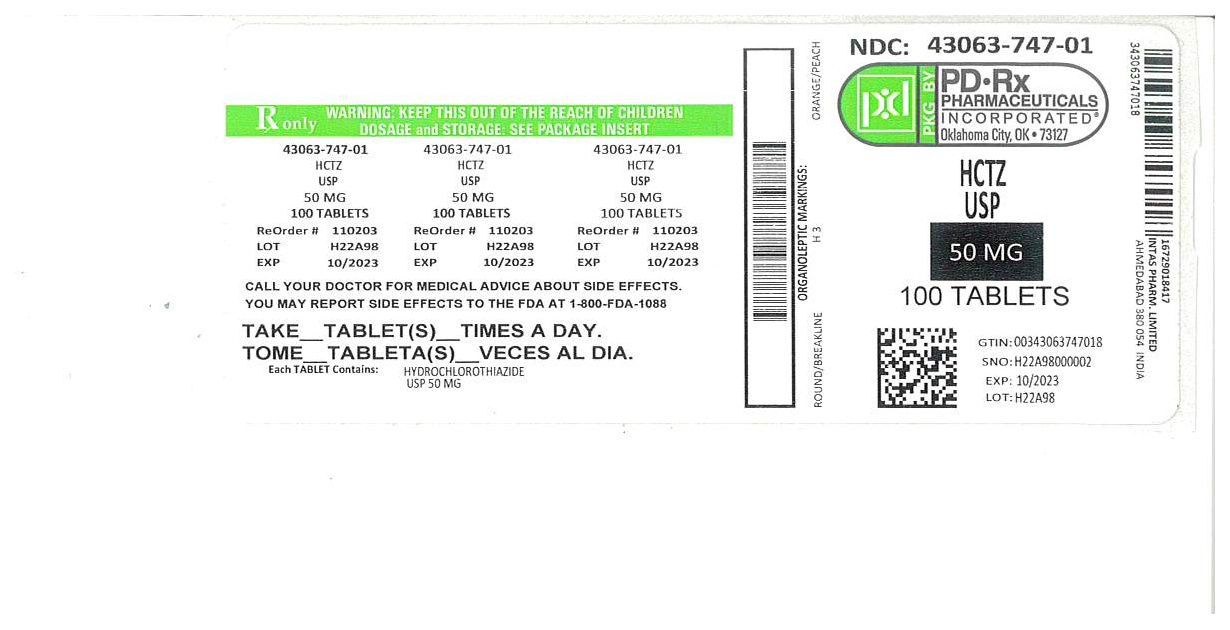 Rx only WARNING: KEEP THIS OUT OF THE REACH OF CHILDREN
DOSAGE and STORAGE: SEE PACKAGE INSERT
43063-747-01 43063-747-01 43063-747-01
HCTZ HCTZ HCTZ
USP USP USP
50 MG 50 MG 50 MG
100 TABLETS 100 TABLETS 100 TABLETS
ReOrder # 110203 ReOrder # 110203 ReOrder # 110203
LOT H22A98 LOT H22A98 LOT H22A98
EXP 10/2023 EXP 10/2023 EXP 10/2023
CALL YOUR DOCTOR FOR MEDICAL ADVICE ABOUT SIDE EFFECTS.
YOU MAY REPORT SIDE EFFECTS TO THE FDA AT 1-800-FDA-1088
TAKE__TABLET(S)__TIMES A DAY.
TOME__TABLETA(S)__VECES AL DIA.
Each TABLET Contains: HYDROCHLOROTHIAZIDE
USP 50 MG
ORGANOLEPTIC MARKINGS:
ROUND/BREAKLINE H 3 ORANGE/PEACH
NDC: 43063-747-01
pd PKG BY PD•Rx
PHARMACEUTICALS
INCORPORATED®
Oklahoma City, OK • 73127
HCTZ
USP
50 MG
100 TABLETS
GTIN: 00343063747018
SNO: H22A98000002
EXP: 10/2023
LOT: H22A98
343063747018
16729018417
INTAS PHARM. LIMITED
AHMEDABAD 380 054 INDIA